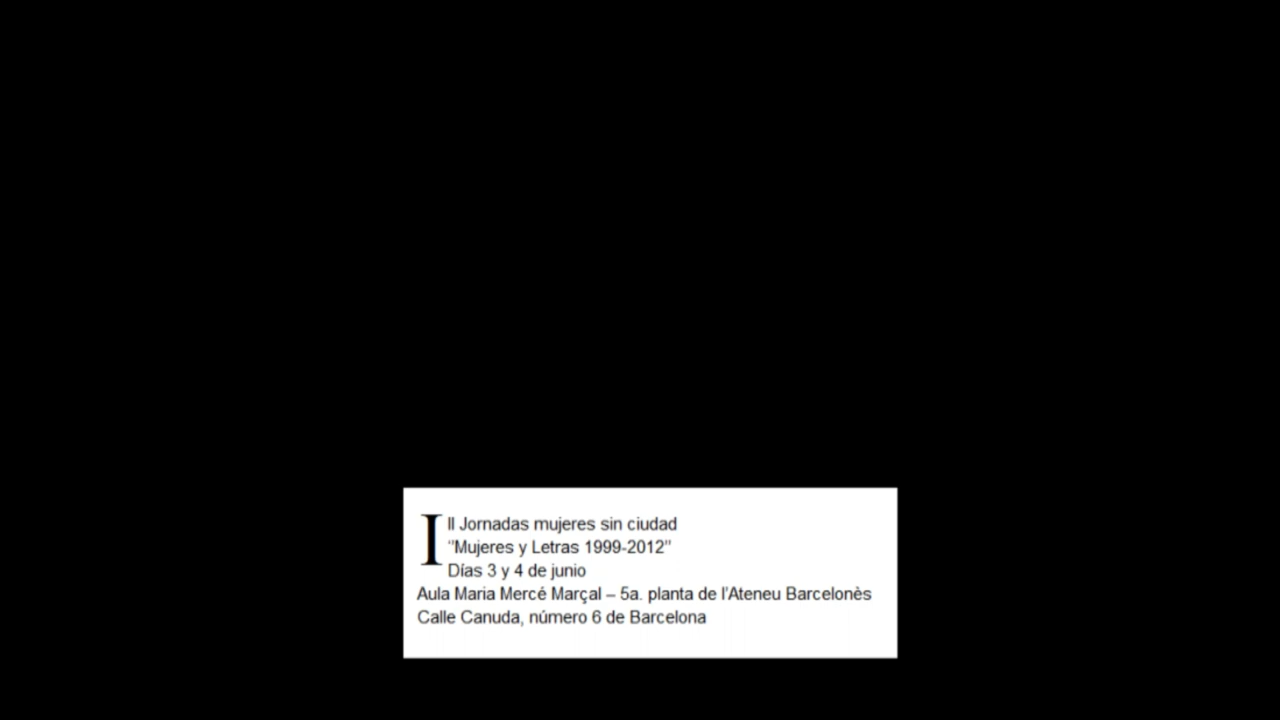 III Jornadas mujeres sin ciudad
"Mujeres y Letras 1999-2012"
Días 3 y 4 de junio
Aula Maria Mercé Marçal – 5a. planta de l'Ateneu Barcelonès
Calle Canuda, número 6 de Barcelona